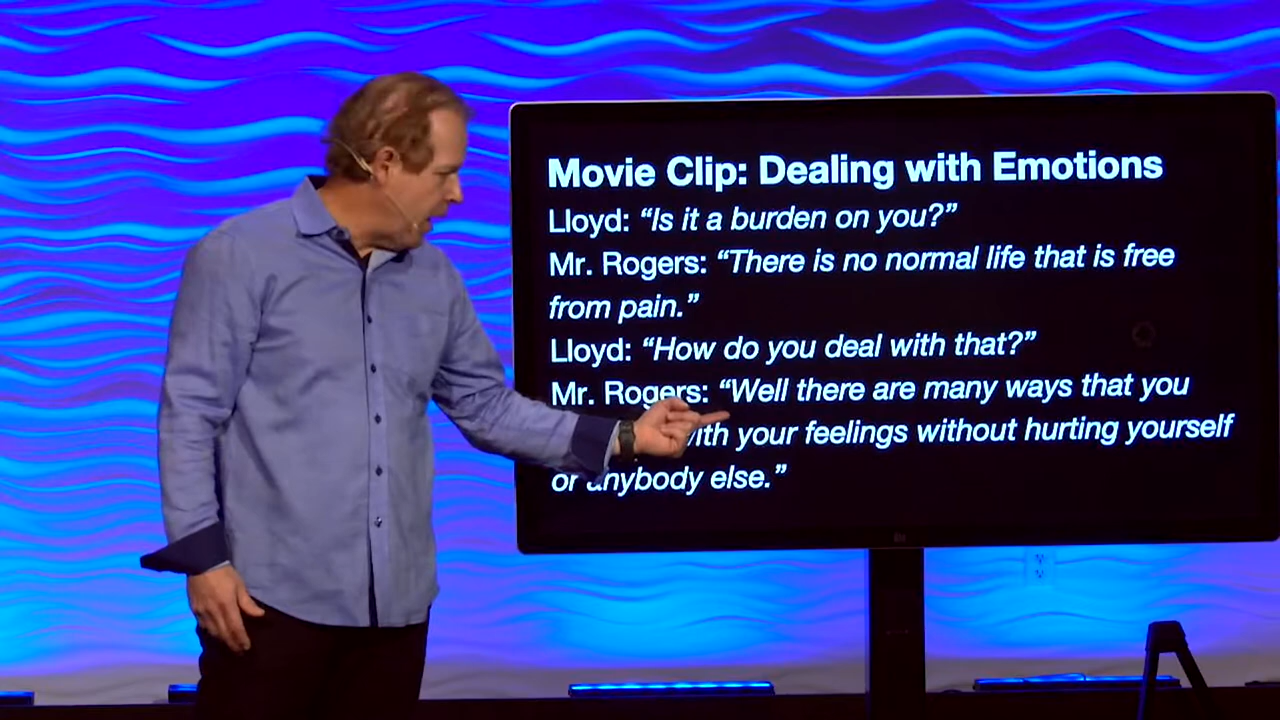 Movie Clip: Dealing with Emotions
Lloyd: “Is it a burden on you?”
Mr. Rogers: “There is no normal life that is free
from pain.”
Lloyd: “How do you deal with that?”
Mr. Rogers: “Well there are many ways that you
with your feelings without hurting yourself
or anybody else.”